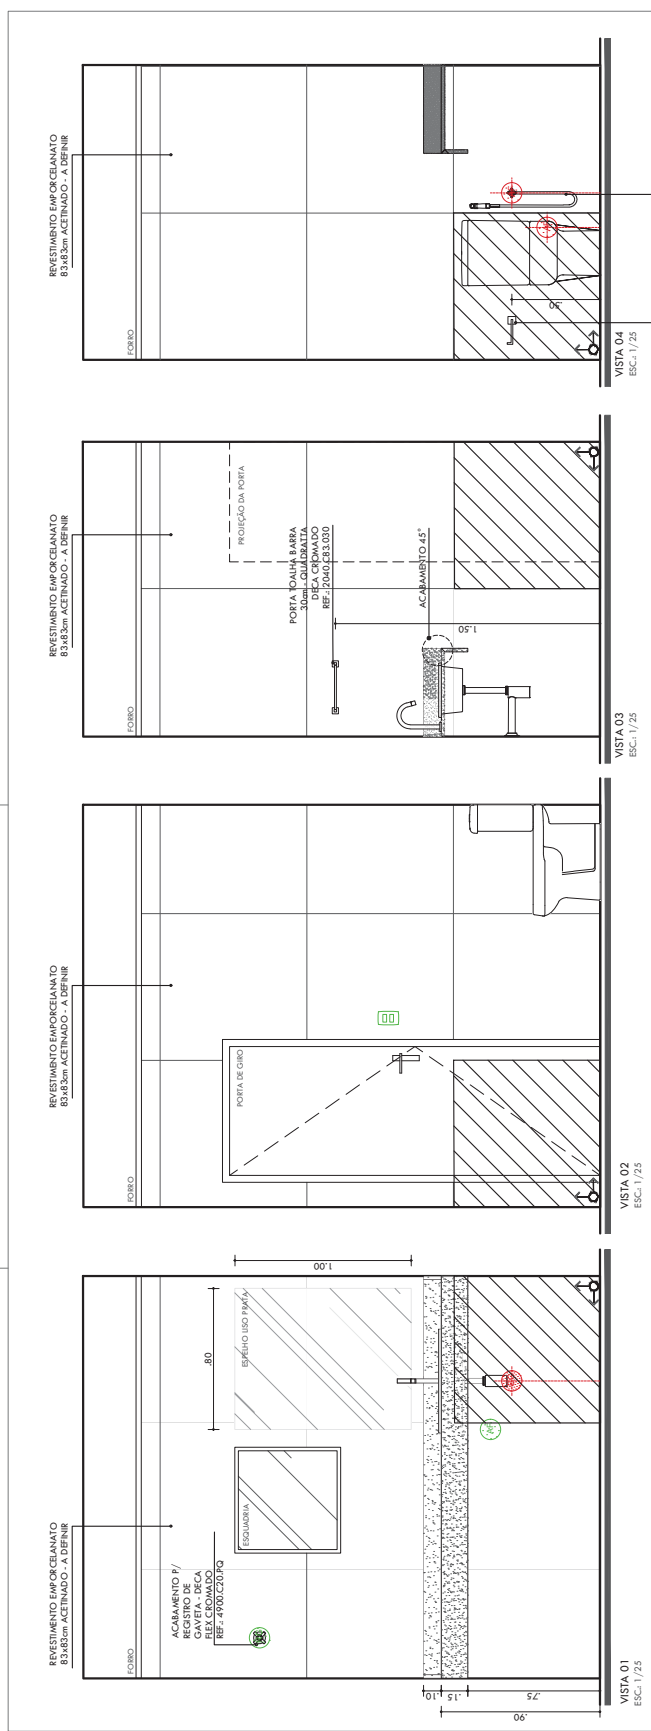 REVESTIMENTO EMPORCELANATO
83x83cm ACETINADO - A DEFINIR
FORRO
ACABAMENTO P/
REGISTRO DE
GAVETA - DECA
FLEX CROMADO
REF.: 4900.C20.PQ
ESQUADRIA
ESPELHO LISO PRATA
.80
1.00
.10
.15
.75
.90
VISTA 01
ESC.: 1/25
REVESTIMENTO EMPORCELANATO
83x83cm ACETINADO - A DEFINIR
FORRO
PORTA DE GIRO
VISTA 02
ESC.: 1/25
REVESTIMENTO EMPORCELANATO
83x83cm ACETINADO - A DEFINIR
FORRO
PROJEÇÃO DA PORTA
PORTA TOALHA BARRA
30cm - QUADRATTA
DECA CROMADO
REF.: 2040.C83.030
ACABAMENTO 45°
1.50
VISTA 03
ESC.: 1/25
REVESTIMENTO EMPORCELANATO
83x83cm ACETINADO - A DEFINIR
FORRO
.50
VISTA 04
ESC.: 1/25